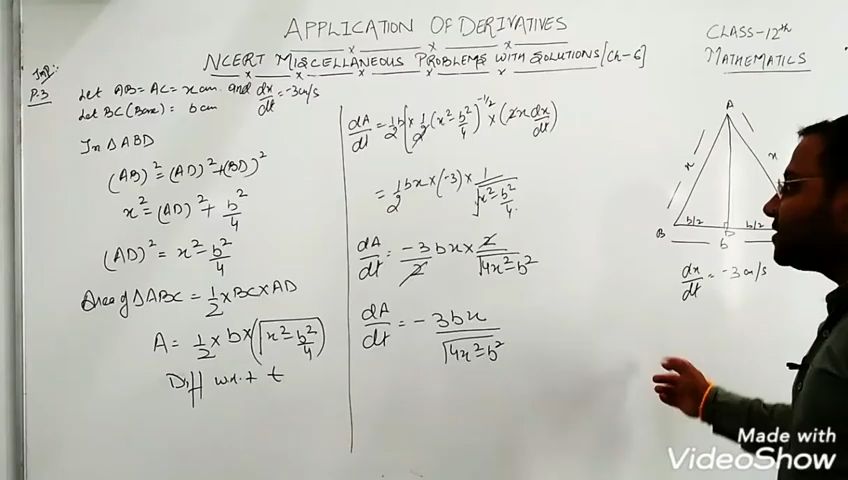 APPLICATION OF DERIVATIVES
NCERT MISCELLANEOUS PROBLEMS WITH SOLUTIONS [Ch-6]
CLASS-12th
MATHEMATICS
Imp:
P.3
Let AB=AC= x cm and dx/dt = -3cm/s
Let BC (Base) = b cm
In ΔABD
(AB)² = (AD)² + (BD)²
x² = (AD)² + b²/4
(AD)² = x² - b²/4
Area of ΔABC = 1/2 × BC × AD
A = 1/2 × b × (√(x² - b²/4))
Diff w.r.t t
dA/dt = 1/2 b [ × 1/2 (x² - b²/4)^(-1/2) × (2x dx/dt)
= 1/2 bx × (-3) × 1/√(x² - b²/4)
dA/dt = -3/2 bx × 2/√(4x² - b²)
dA/dt = -3bx/√(4x² - b²)
A
x
x
B
b/2
D
b/2
b
dx/dt = -3 cm/s
Made with
VideoShow